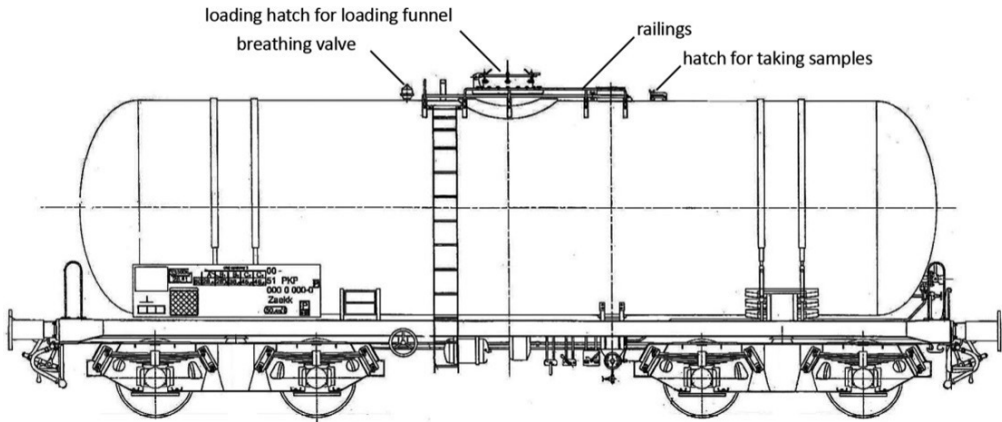 loading hatch for loading funnel
breathing valve
railings
hatch for taking samples
00 -
51 PKP
000 0 000-0
Zaekk